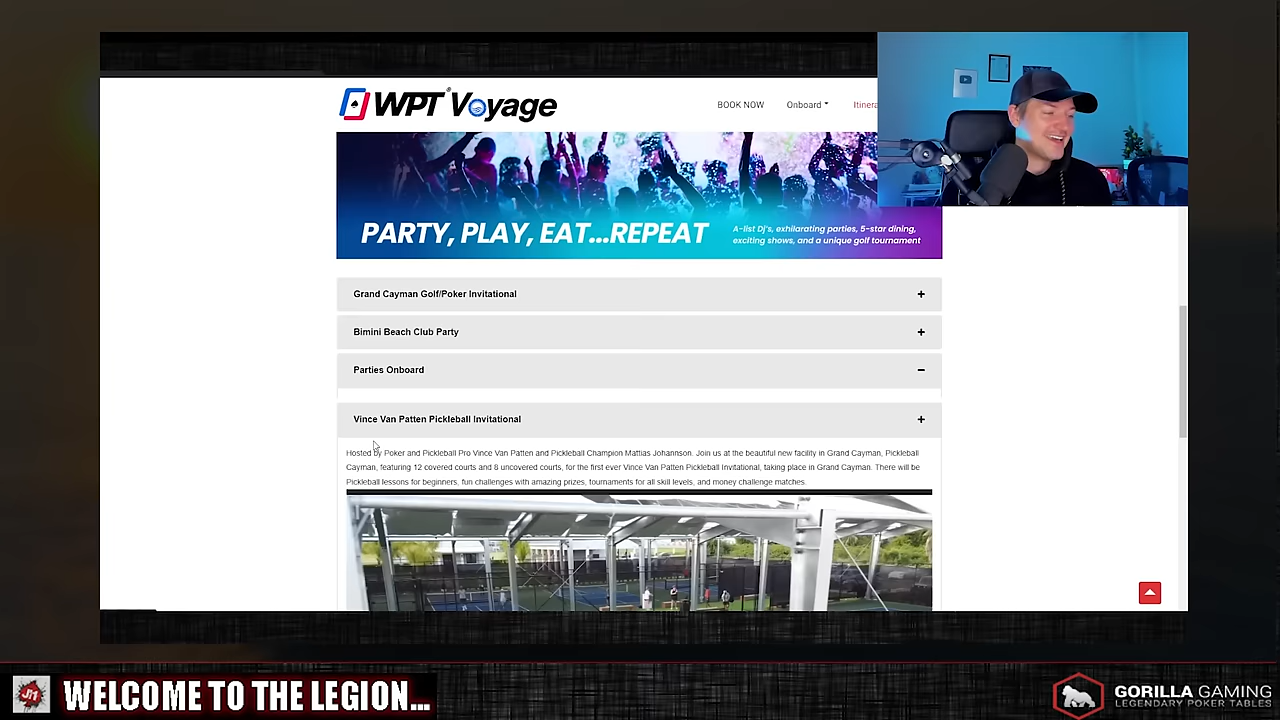 WPT® Voyage
BOOK NOW
Onboard
Itinera
PARTY, PLAY, EAT...REPEAT
A-list Dj's, exhilarating parties, 5-star dining,
exciting shows, and a unique golf tournament
Grand Cayman Golf/Poker Invitational +
Bimini Beach Club Party +
Parties Onboard −
Vince Van Patten Pickleball Invitational +
Hosted by Poker and Pickleball Pro Vince Van Patten and Pickleball Champion Mattias Johannson. Join us at the beautiful new facility in Grand Cayman, Pickleball
Cayman, featuring 12 covered courts and 8 uncovered courts, for the first ever Vince Van Patten Pickleball Invitational, taking place in Grand Cayman. There will be
Pickleball lessons for beginners, fun challenges with amazing prizes, tournaments for all skill levels, and money challenge matches.
WELCOME TO THE LEGION...
GORILLA GAMING
LEGENDARY POKER TABLES